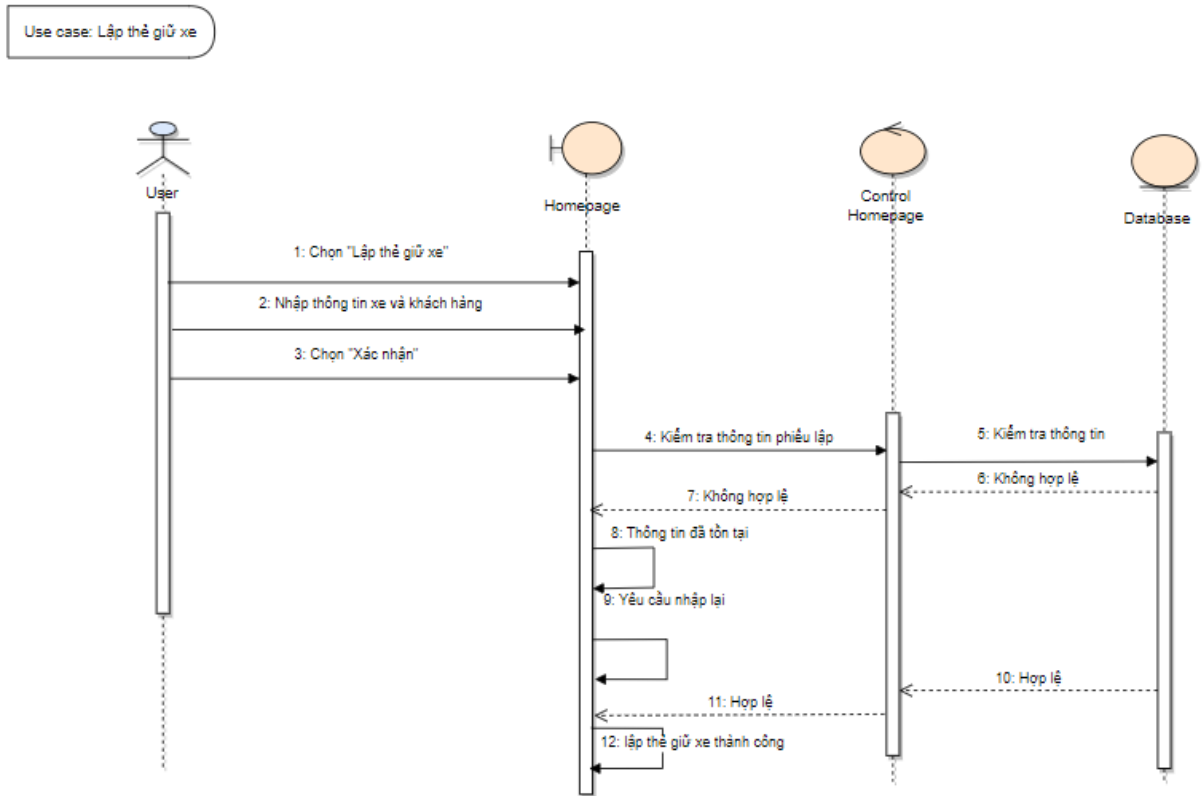 Use case: Lập thẻ giữ xe
User
Homepage
Control
Homepage
Database
1: Chọn "Lập thẻ giữ xe"
2: Nhập thông tin xe và khách hàng
3: Chọn "Xác nhận"
4: Kiểm tra thông tin phiếu lập
5: Kiểm tra thông tin
6: Không hợp lệ
7: Không hợp lệ
8: Thông tin đã tồn tại
9: Yêu cầu nhập lại
10: Hợp lệ
11: Hợp lệ
12: lập thẻ giữ xe thành công